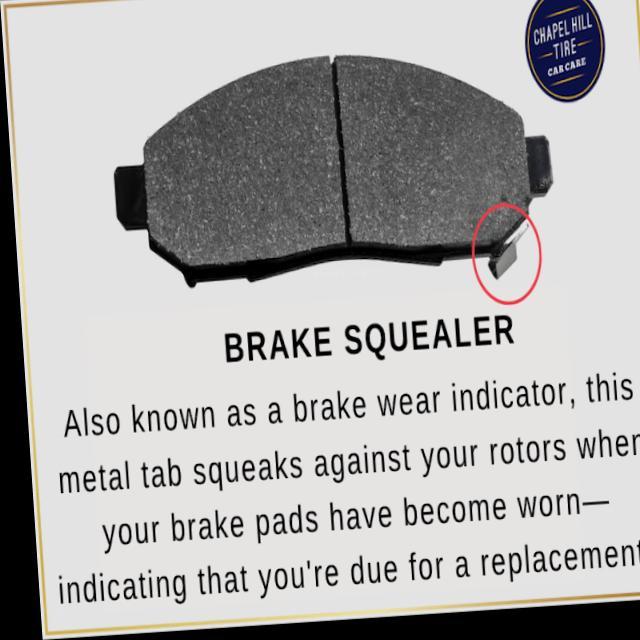 CHAPEL HILL
TIRE
CAR CARE
BRAKE SQUEALER
Also known as a brake wear indicator, this
metal tab squeaks against your rotors when
your brake pads have become worn—
indicating that you're due for a replacement